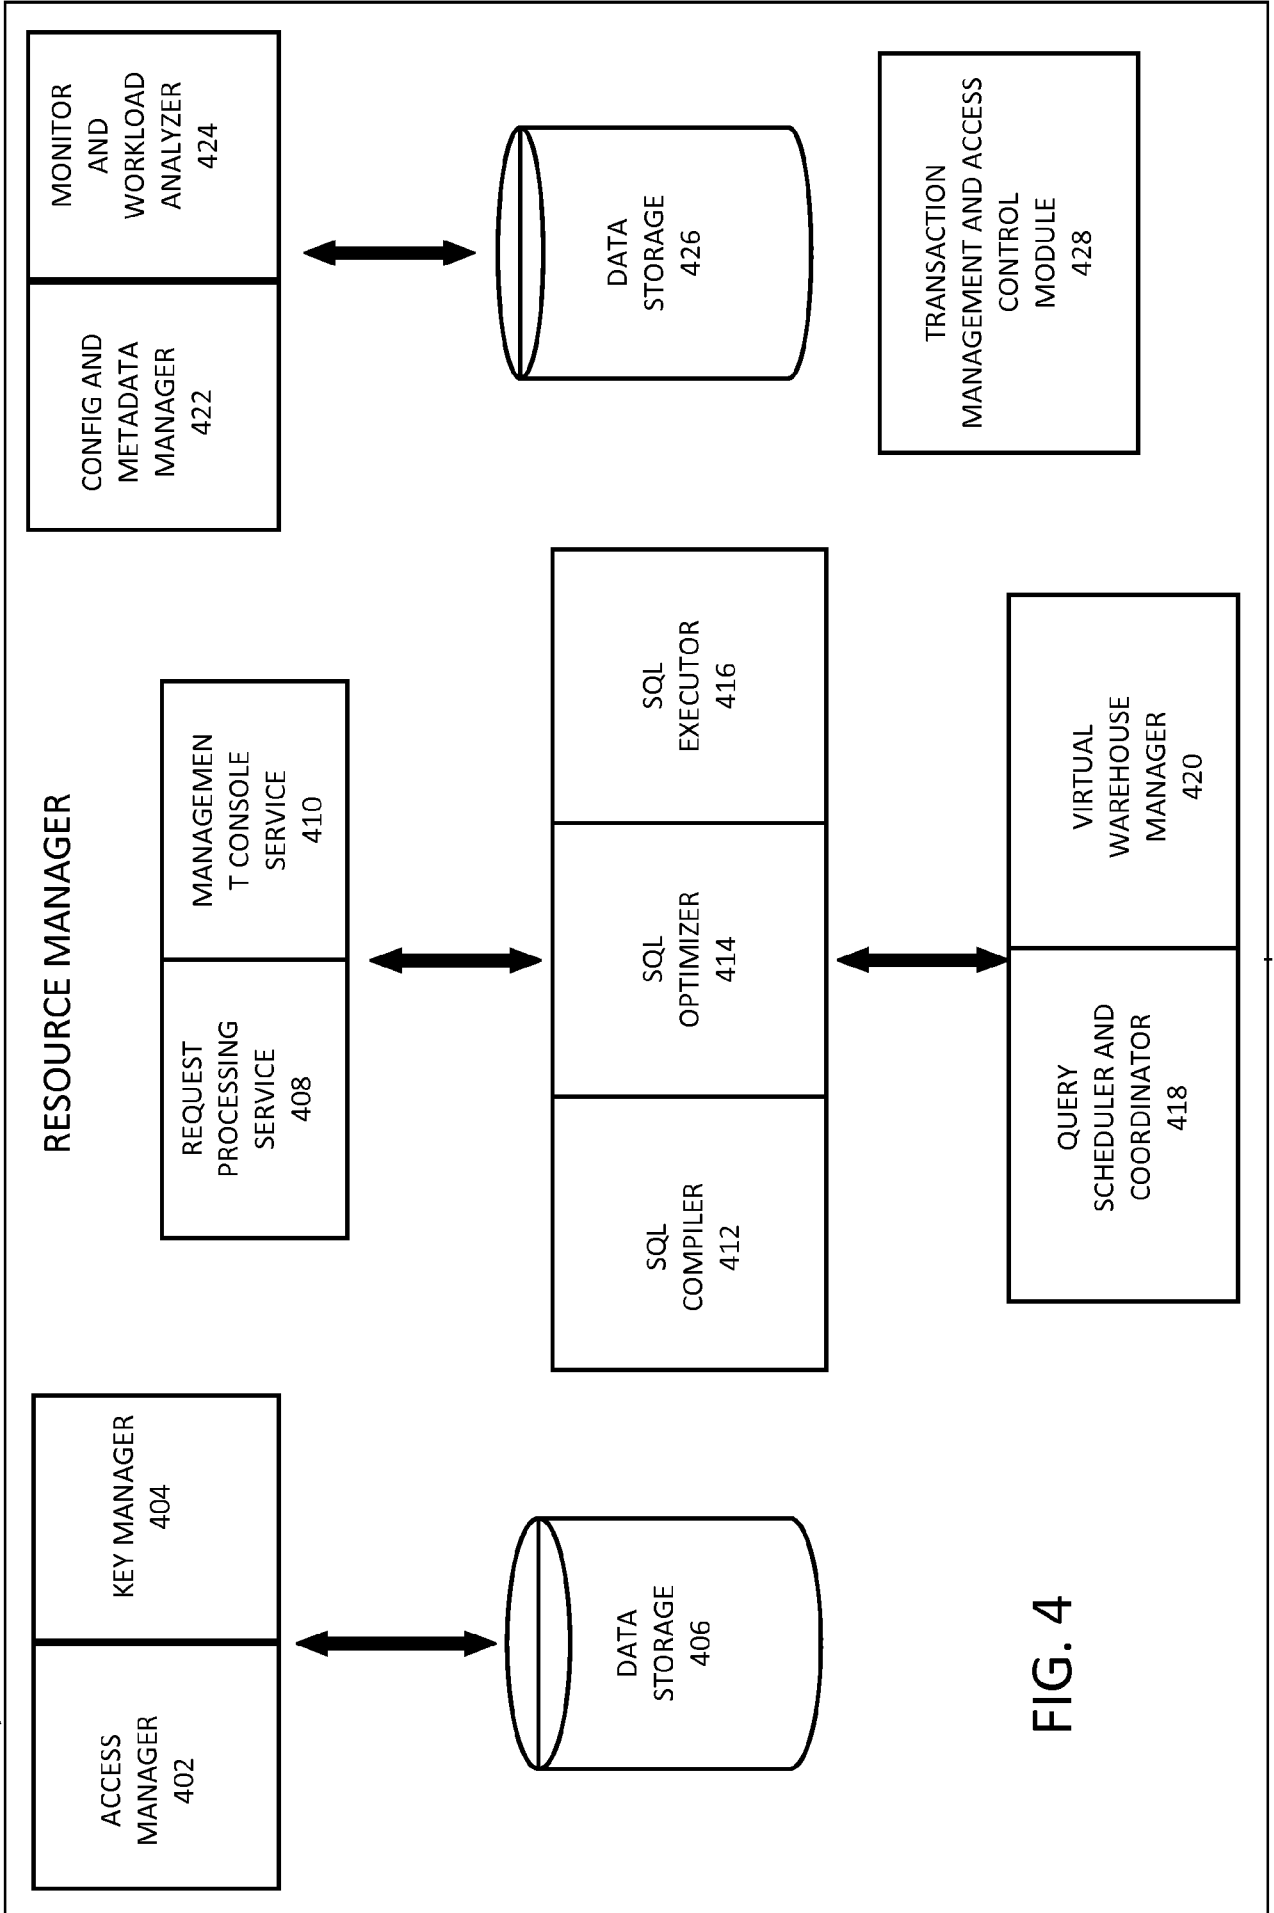 RESOURCE MANAGER
ACCESS
MANAGER
402
KEY MANAGER
404
DATA
STORAGE
406
REQUEST
PROCESSING
SERVICE
408
MANAGEMEN
T CONSOLE
SERVICE
410
SQL
COMPILER
412
SQL
OPTIMIZER
414
SQL
EXECUTOR
416
QUERY
SCHEDULER AND
COORDINATOR
418
VIRTUAL
WAREHOUSE
MANAGER
420
CONFIG AND
METADATA
MANAGER
422
MONITOR
AND
WORKLOAD
ANALYZER
424
DATA
STORAGE
426
TRANSACTION
MANAGEMENT AND ACCESS
CONTROL
MODULE
428
FIG. 4